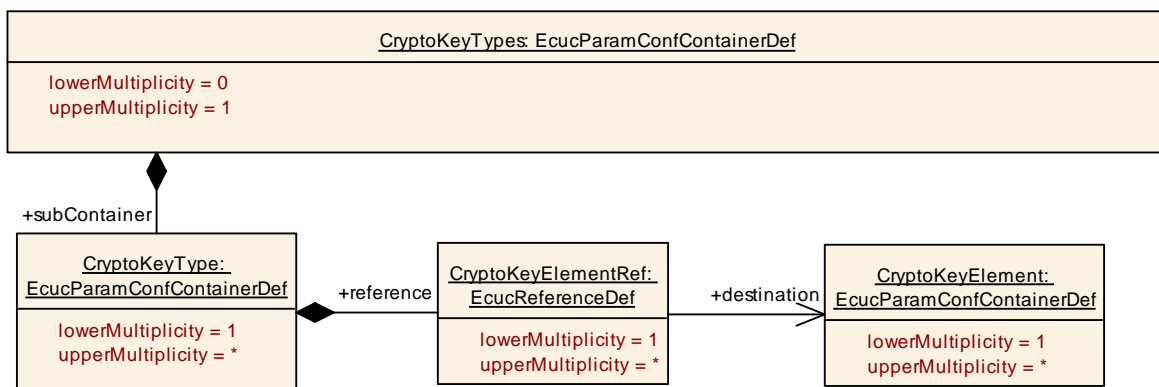 CryptoKeyTypes: EcucParamConfContainerDef
lowerMultiplicity = 0
upperMultiplicity = 1
+subContainer
CryptoKeyType:
EcucParamConfContainerDef
lowerMultiplicity = 1
upperMultiplicity = *
+reference
CryptoKeyElementRef:
EcucReferenceDef
lowerMultiplicity = 1
upperMultiplicity = *
+destination
CryptoKeyElement:
EcucParamConfContainerDef
lowerMultiplicity = 1
upperMultiplicity = *